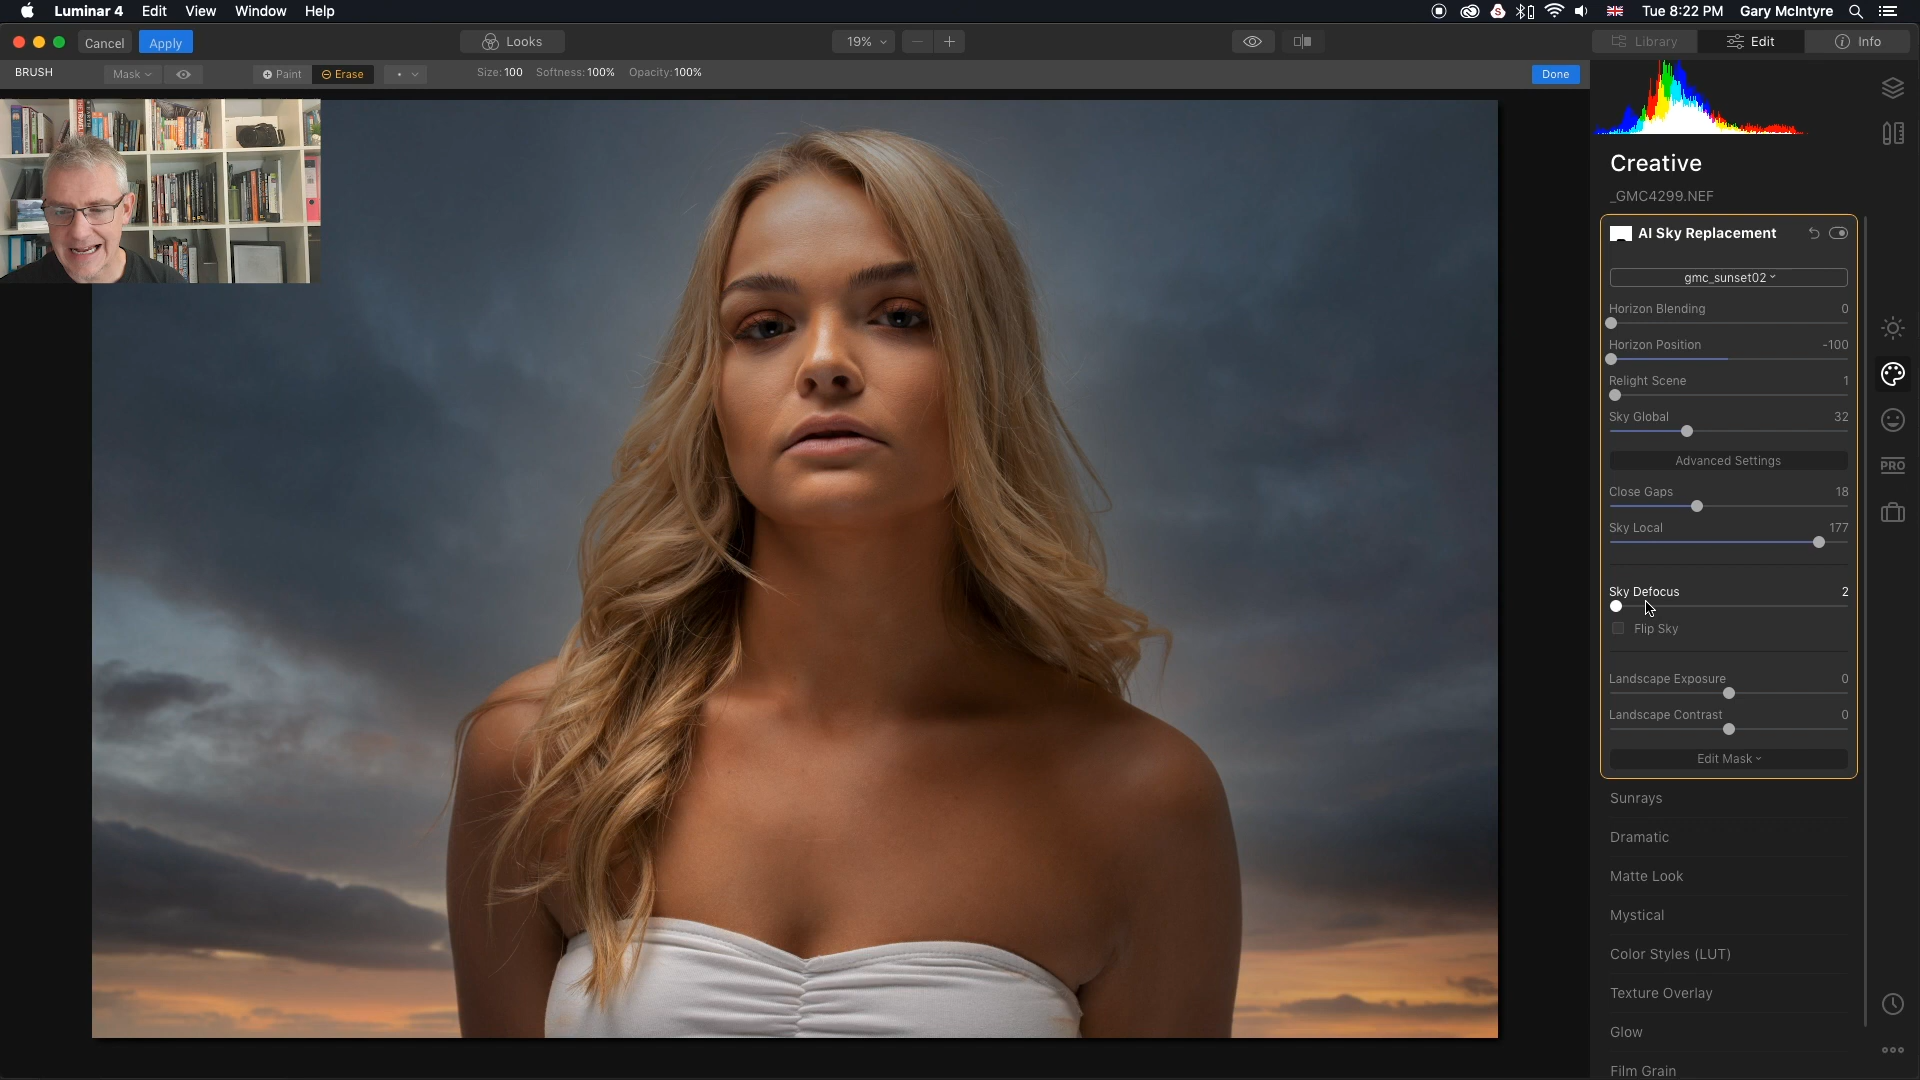 Luminar 4 Edit View Window Help
Tue 8:22 PM Gary McIntyre
Cancel Apply Looks 19% Library Edit Info
BRUSH Mask Paint Erase Size: 100 Softness: 100% Opacity: 100% Done
Creative
_GMC4299.NEF
AI Sky Replacement
gmc_sunset02
Horizon Blending 0
Horizon Position -100
Relight Scene 1
Sky Global 32
Advanced Settings
Close Gaps 18
Sky Local 177
Sky Defocus 2
Flip Sky
Landscape Exposure 0
Landscape Contrast 0
Edit Mask
Sunrays
Dramatic
Matte Look
Mystical
Color Styles (LUT)
Texture Overlay
Glow
Film Grain
PRO